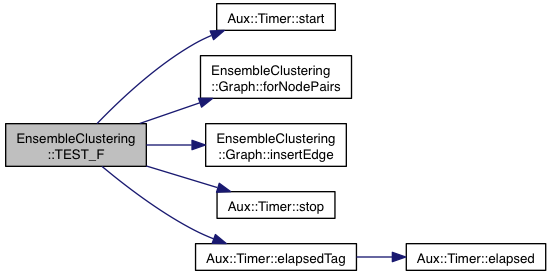 Aux::Timer::start
EnsembleClustering
::Graph::forNodePairs
EnsembleClustering
::TEST_F
EnsembleClustering
::Graph::insertEdge
Aux::Timer::stop
Aux::Timer::elapsedTag
Aux::Timer::elapsed